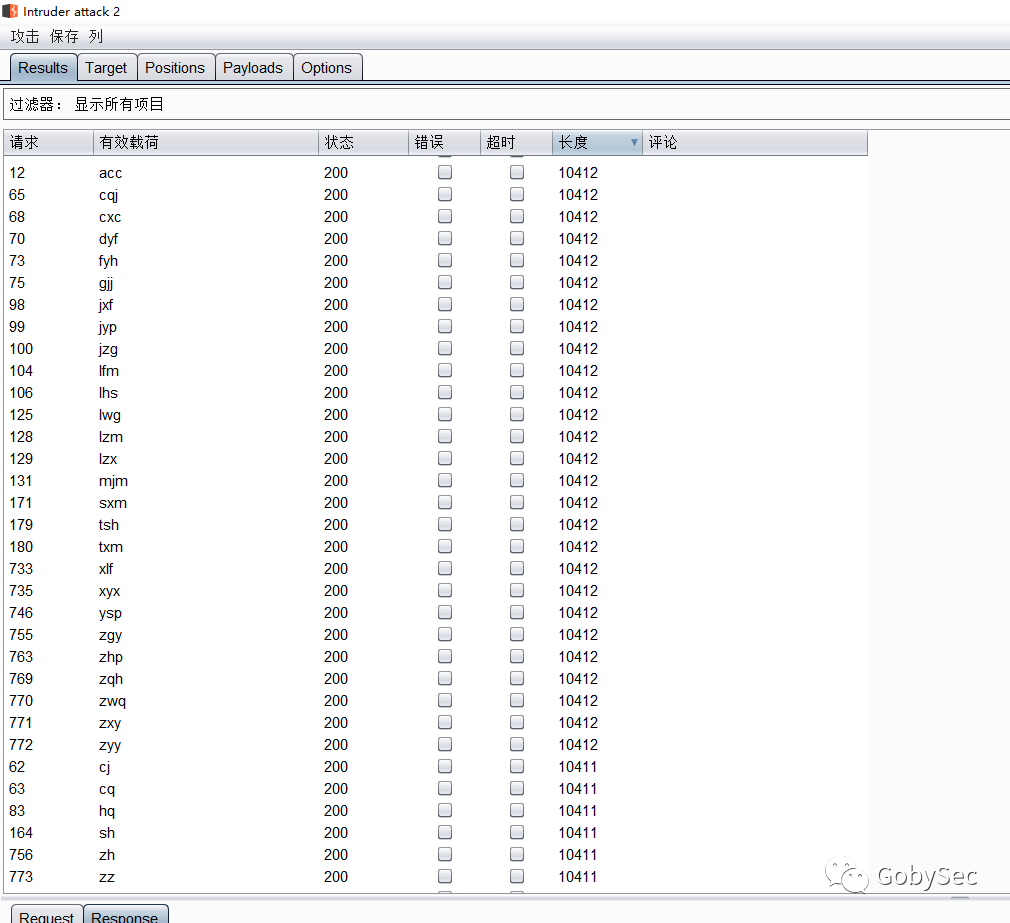 Intruder attack 2
攻击 保存 列
Results Target Positions Payloads Options
过滤器： 显示所有项目
请求 有效载荷 状态 错误 超时 长度 评论
12 acc 200 10412
65 cqj 200 10412
68 cxc 200 10412
70 dyf 200 10412
73 fyh 200 10412
75 gjj 200 10412
98 jxf 200 10412
99 jyp 200 10412
100 jzg 200 10412
104 lfm 200 10412
106 lhs 200 10412
125 lwg 200 10412
128 lzm 200 10412
129 lzx 200 10412
131 mjm 200 10412
171 sxm 200 10412
179 tsh 200 10412
180 txm 200 10412
733 xlf 200 10412
735 xyx 200 10412
746 ysp 200 10412
755 zgy 200 10412
763 zhp 200 10412
769 zqh 200 10412
770 zwq 200 10412
771 zxy 200 10412
772 zyy 200 10412
62 cj 200 10411
63 cq 200 10411
83 hq 200 10411
164 sh 200 10411
756 zh 200 10411
773 zz 200 10411
GobySec
Request Response